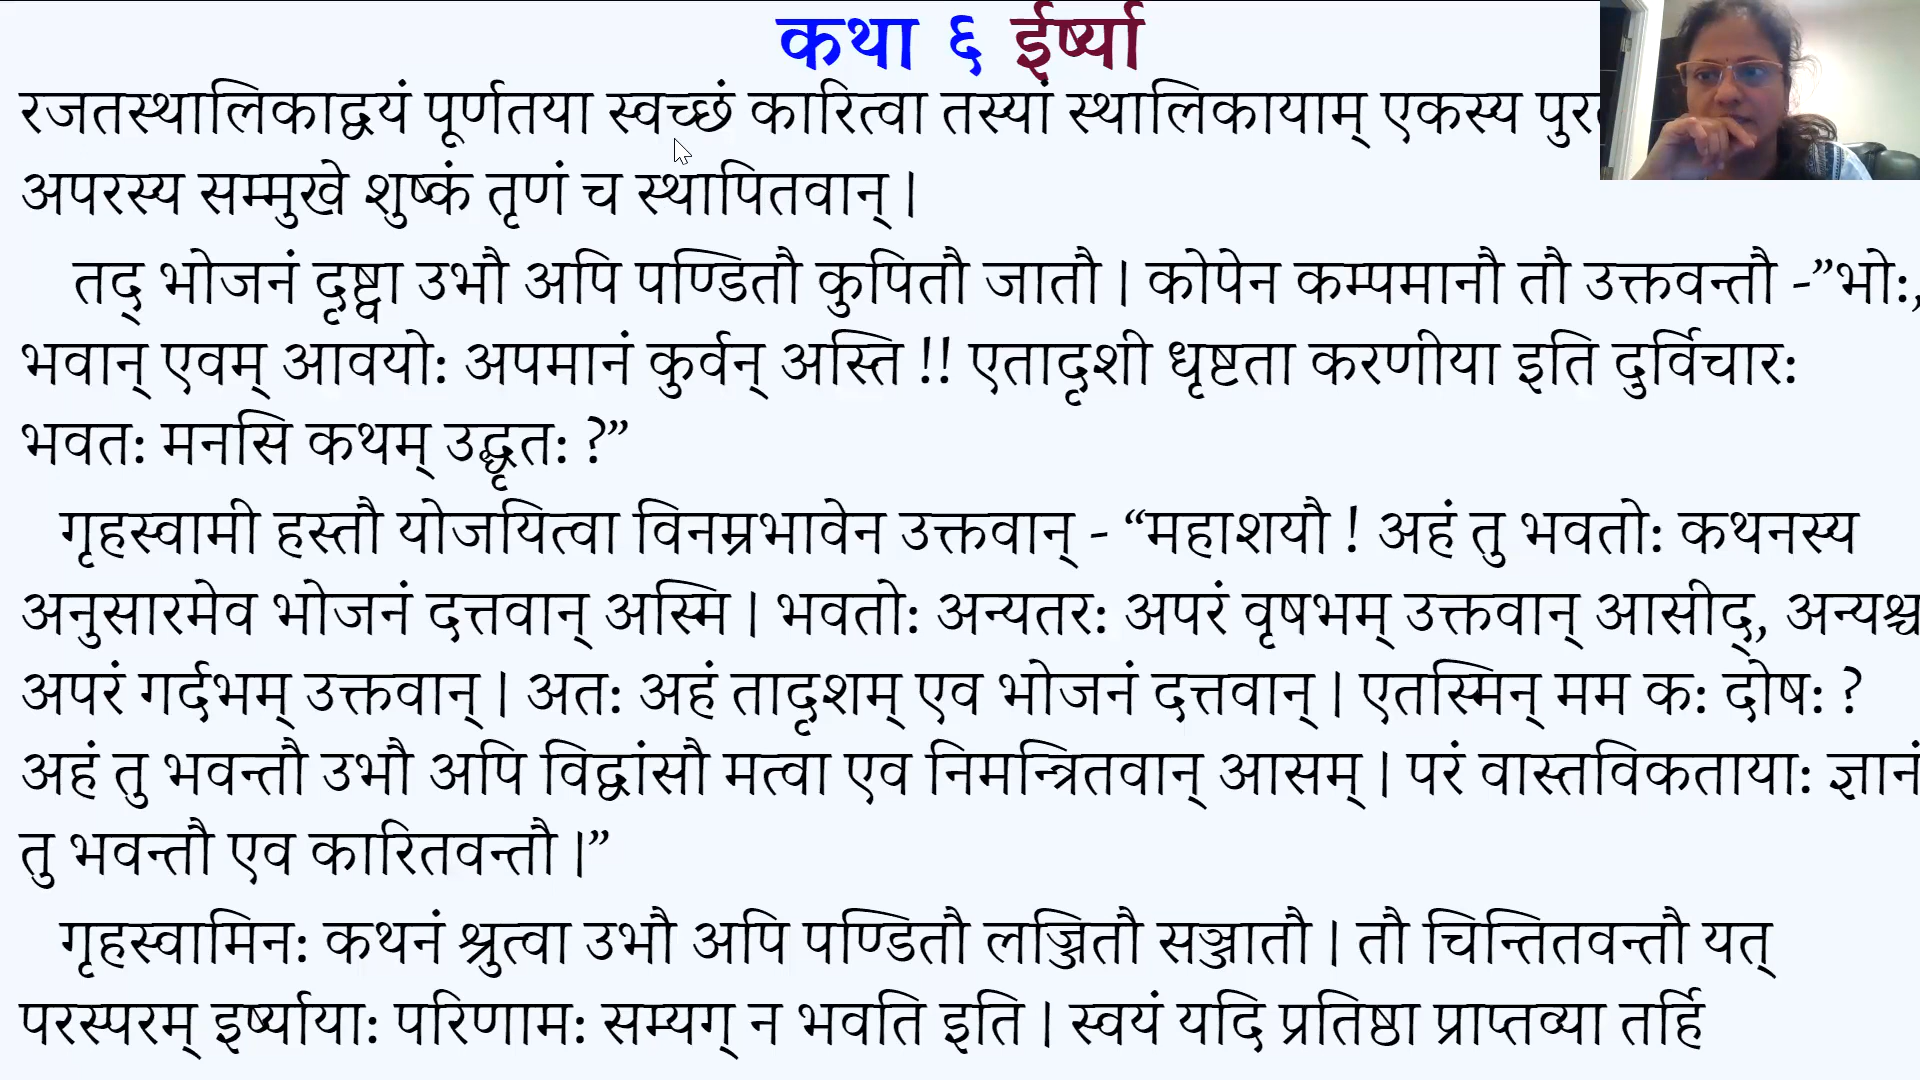 कथा ६ ईर्ष्या
रजतस्थालिकाद्वयं पूर्णतया स्वच्छं कारित्वा तस्यां स्थालिकायाम् एकस्य
अपरस्य सम्मुखे शुष्कं तृणं च स्थापितवान् ।
तद् भोजनं दृष्ट्वा उभौ अपि पण्डितौ कुपितौ जातौ । कोपेन कम्पमानौ तौ उक्तवन्तौ -”भोः,
भवान् एवम् आवयोः अपमानं कुर्वन् अस्ति !! एतादृशी धृष्टता करणीया इति दुर्विचारः
भवतः मनसि कथम् उद्धृतः ?”
गृहस्वामी हस्तौ योजयित्वा विनम्रभावेन उक्तवान् - “महाशयौ ! अहं तु भवतोः कथनस्य
अनुसारमेव भोजनं दत्तवान् अस्मि । भवतोः अन्यतरः अपरं वृषभम् उक्तवान् आसीद्, अन्यश्च
अपरं गर्दभम् उक्तवान् । अतः अहं तादृशम् एव भोजनं दत्तवान् । एतस्मिन् मम कः दोषः ?
अहं तु भवन्तौ उभौ अपि विद्वांसौ मत्वा एव निमन्त्रितवान् आसम् । परं वास्तविकतायाः ज्ञानं
तु भवन्तौ एव कारितवन्तौ ।”
गृहस्वामिनः कथनं श्रुत्वा उभौ अपि पण्डितौ लज्जितौ सञ्जातौ । तौ चिन्तितवन्तौ यत्
परस्परम् इर्ष्यायाः परिणामः सम्यग् न भवति इति । स्वयं यदि प्रतिष्ठा प्राप्तव्या तर्हि